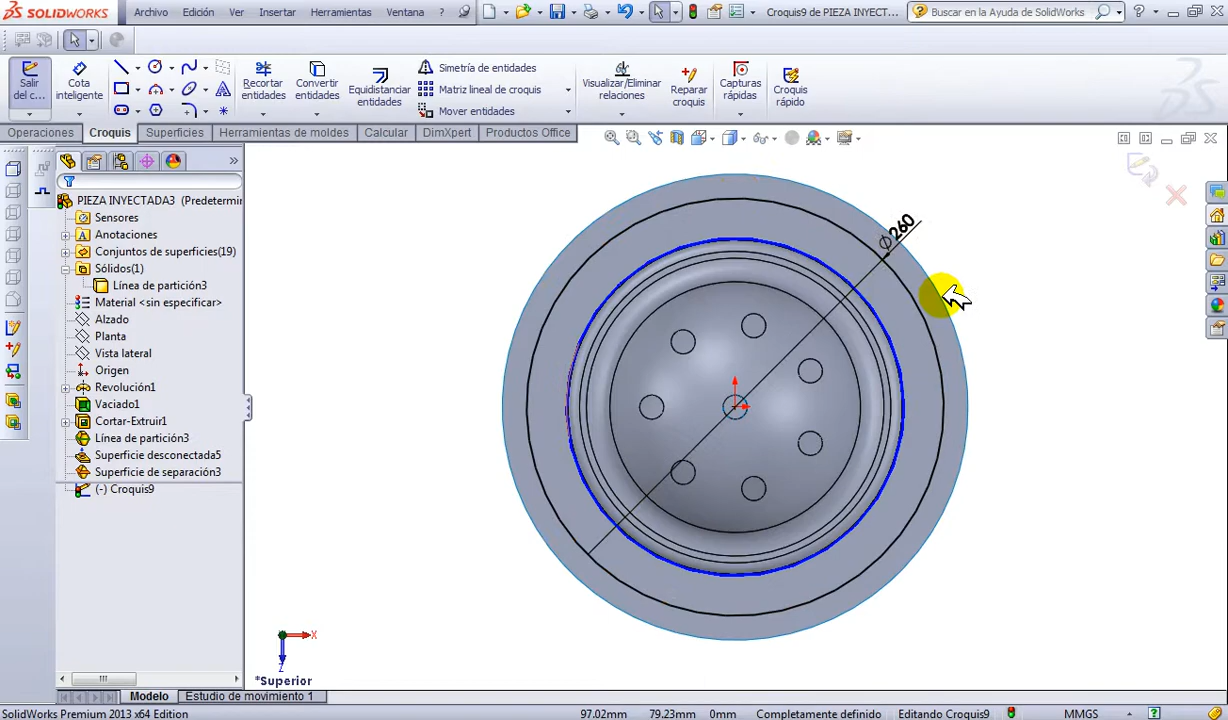 SOLIDWORKS
Archivo Edición Ver Insertar Herramientas Ventana ?
Croquis9 de PIEZA INYECT...
Buscar en la Ayuda de SolidWorks
Salir del c...
Cota inteligente
Recortar entidades
Convertir entidades
Equidistanciar entidades
Simetría de entidades
Matriz lineal de croquis
Mover entidades
Visualizar/Eliminar relaciones
Reparar croquis
Capturas rápidas
Croquis rápido
Operaciones Croquis Superficies Herramientas de moldes Calcular DimXpert Productos Office
PIEZA INYECTADA3 (Predetermin
Sensores
Anotaciones
Conjuntos de superficies(19)
Sólidos(1)
Línea de partición3
Material <sin especificar>
Alzado
Planta
Vista lateral
Origen
Revolución1
Vaciado1
Cortar-Extruir1
Línea de partición3
Superficie desconectada5
Superficie de separación3
(-) Croquis9
∅260
X
Z
*Superior
Modelo Estudio de movimiento 1
SolidWorks Premium 2013 x64 Edition
97.02mm 79.23mm 0mm Completamente definido Editando Croquis9 MMGS